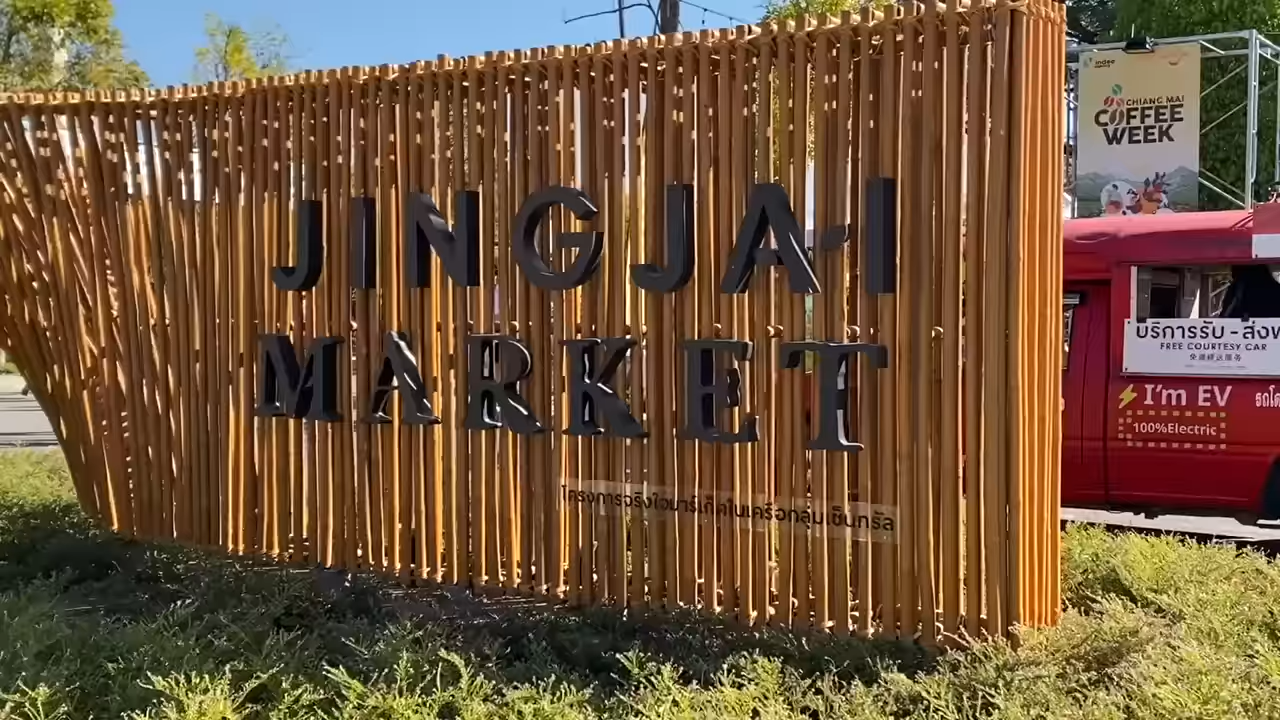 JINGJA-I
MARKET
โครงการจริงใจมาร์เก็ตในเครือกลุ่มเซ็นทรัล
CHIANG MAI
COFFEE
WEEK
บริการรับ-ส่ง
FREE COURTESY CAR
I'm EV
100%Electric